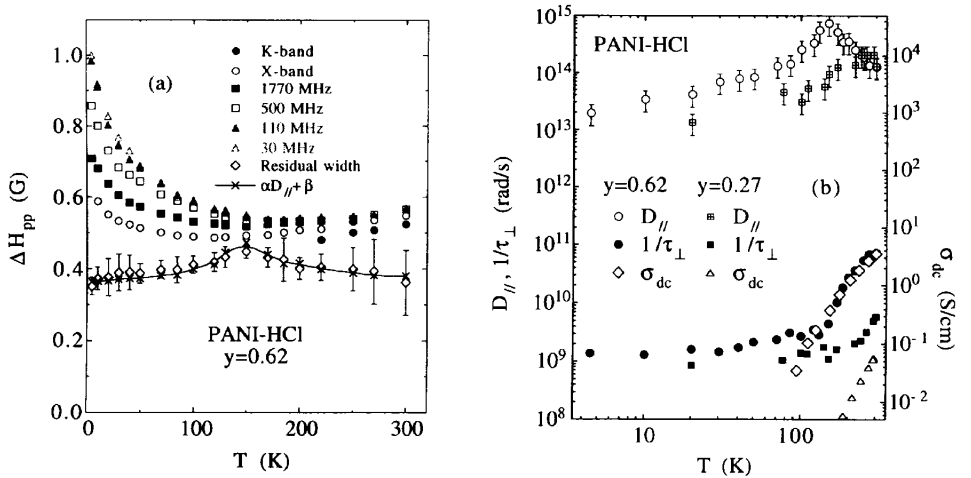 1.0
0.8
0.6
0.4
0.2
0.0
ΔH_pp (G)
(a)
● K-band
○ X-band
■ 1770 MHz
□ 500 MHz
▲ 110 MHz
△ 30 MHz
◇ Residual width
αD_// + β
PANI-HCl
y=0.62
0 50 100 150 200 250 300
T (K)
10^15
10^14
10^13
10^12
10^11
10^10
10^9
10^8
D_//, 1/τ_⊥ (rad/s)
PANI-HCl
y=0.62 y=0.27 (b)
○ D_// ⊞ D_//
● 1/τ_⊥ ■ 1/τ_⊥
◇ σ_dc △ σ_dc
10^4
10^3
10^2
10^1
10^0
10^-1
10^-2
σ_dc (S/cm)
10 100
T (K)